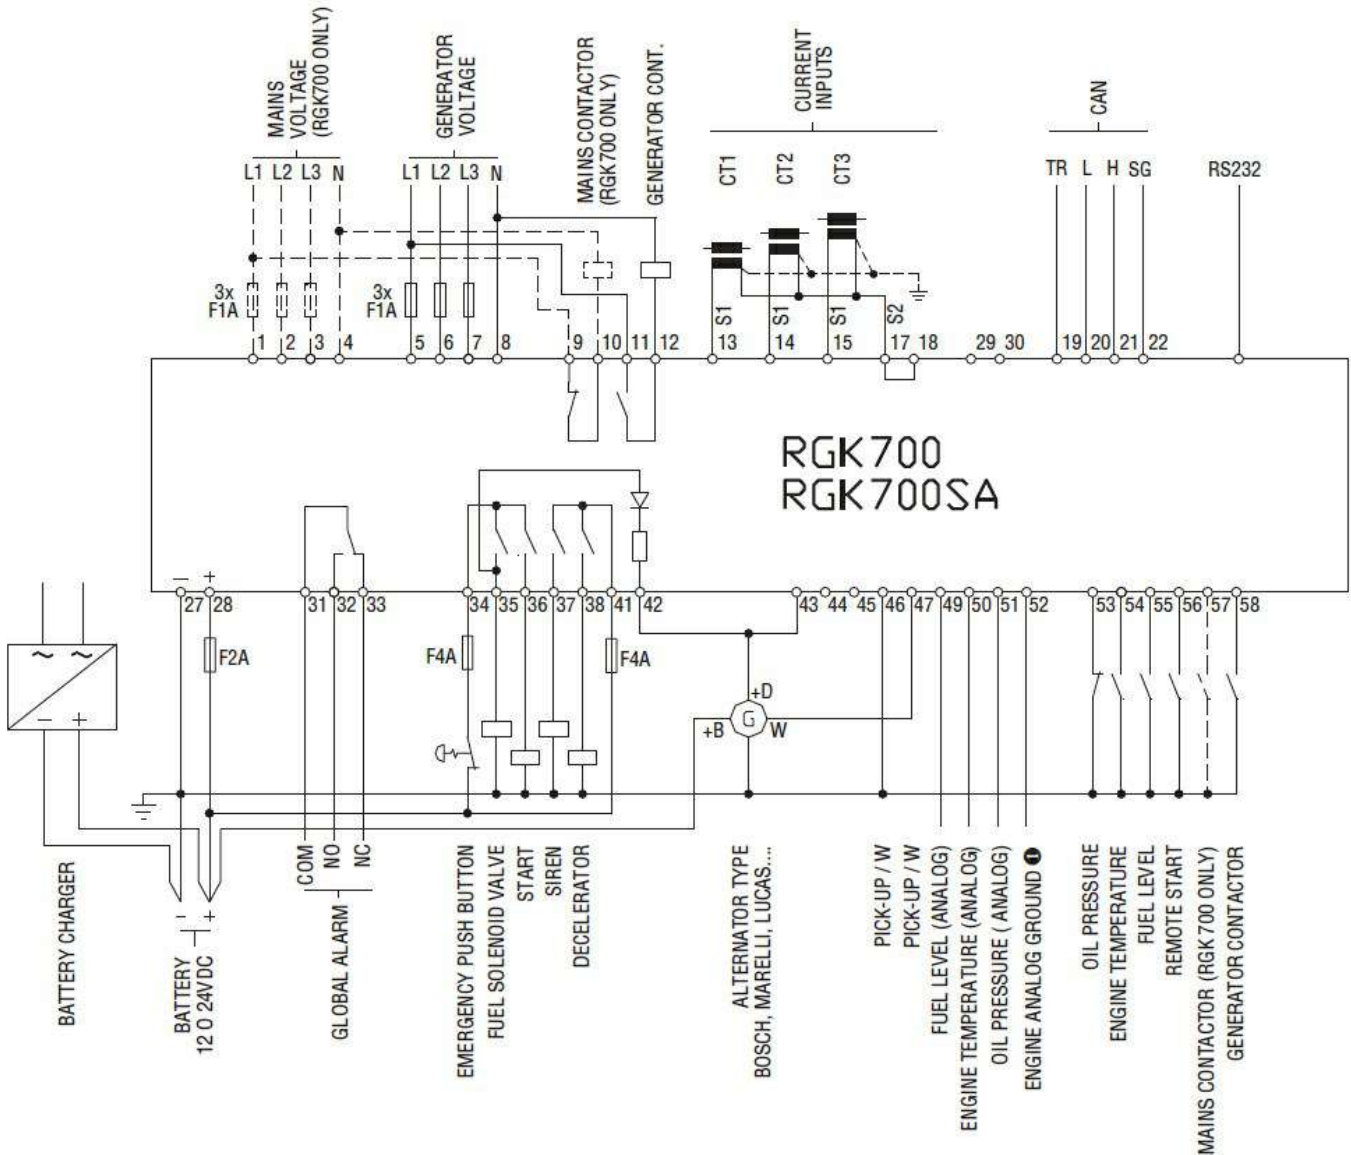 MAINS
VOLTAGE
(RGK700 ONLY)
GENERATOR
VOLTAGE
MAINS CONTACTOR
(RGK700 ONLY)
GENERATOR CONT.
CURRENT
INPUTS
CAN
L1 L2 L3 N
L1 L2 L3 N
CT1
CT2
CT3
TR L H SG
RS232
3x
F1A
3x
F1A
S1
S1
S1
S2
1 2 3 4
5 6 7 8
9 10 11 12
13 14 15 17 18
29 30
19 20 21 22
RGK700
RGK700SA
− +
27 28
31 32 33
34 35 36 37 38 41 42
43 44 45 46 47 49 50 51 52
53 54 55 56 57 58
∼ ∼
− +
F2A
F4A
F4A
+D
+B
G
W
COM
NO
NC
− +
BATTERY CHARGER
BATTERY
12 O 24VDC
GLOBAL ALARM
EMERGENCY PUSH BUTTON
FUEL SOLENOID VALVE
START
SIREN
DECELERATOR
ALTERNATOR TYPE
BOSCH, MARELLI, LUCAS....
PICK-UP / W
PICK-UP / W
FUEL LEVEL (ANALOG)
ENGINE TEMPERATURE (ANALOG)
OIL PRESSURE ( ANALOG)
ENGINE ANALOG GROUND ❶
OIL PRESSURE
ENGINE TEMPERATURE
FUEL LEVEL
REMOTE START
MAINS CONTACTOR (RGK 700 ONLY)
GENERATOR CONTACTOR